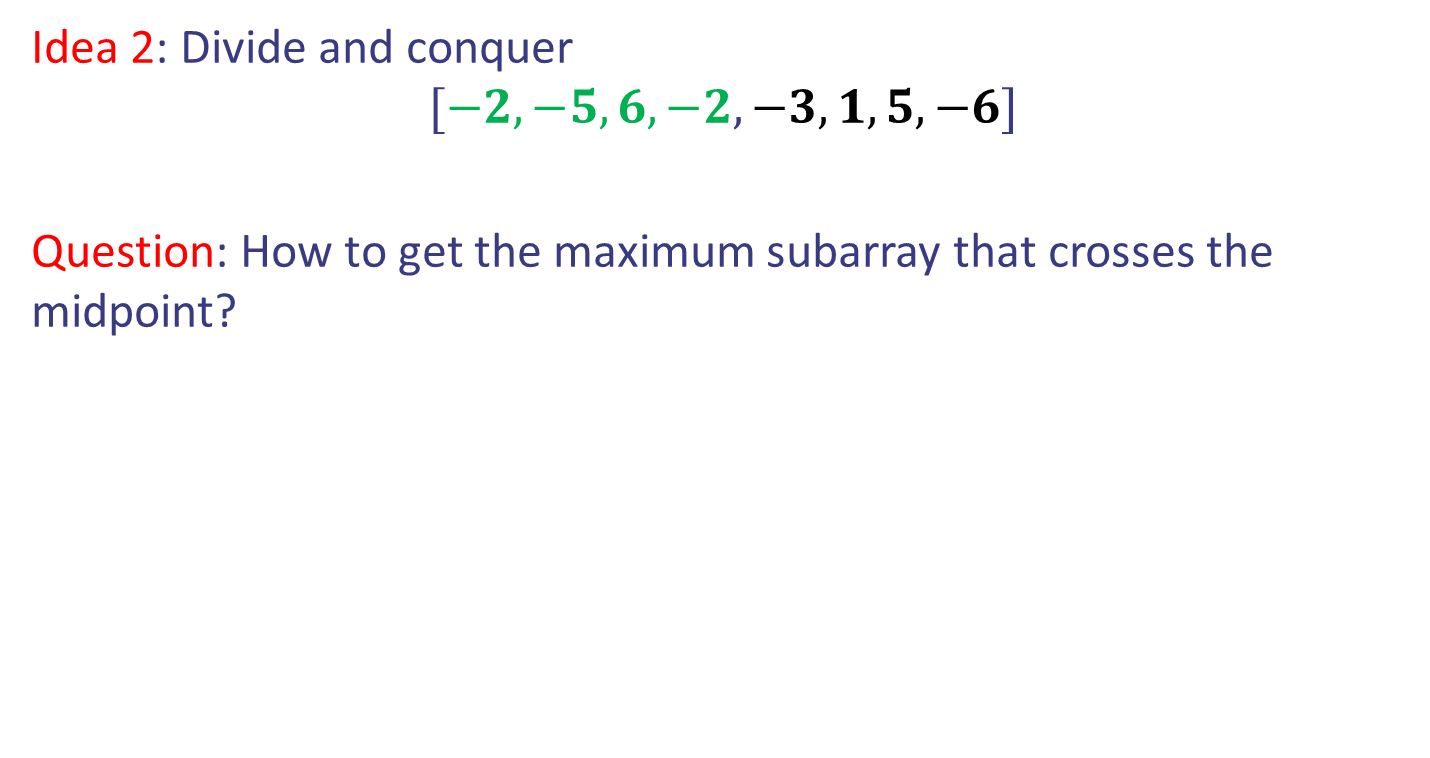 Idea 2: Divide and conquer
[−2, −5, 6, −2, −3, 1, 5, −6]
Question: How to get the maximum subarray that crosses the
midpoint?